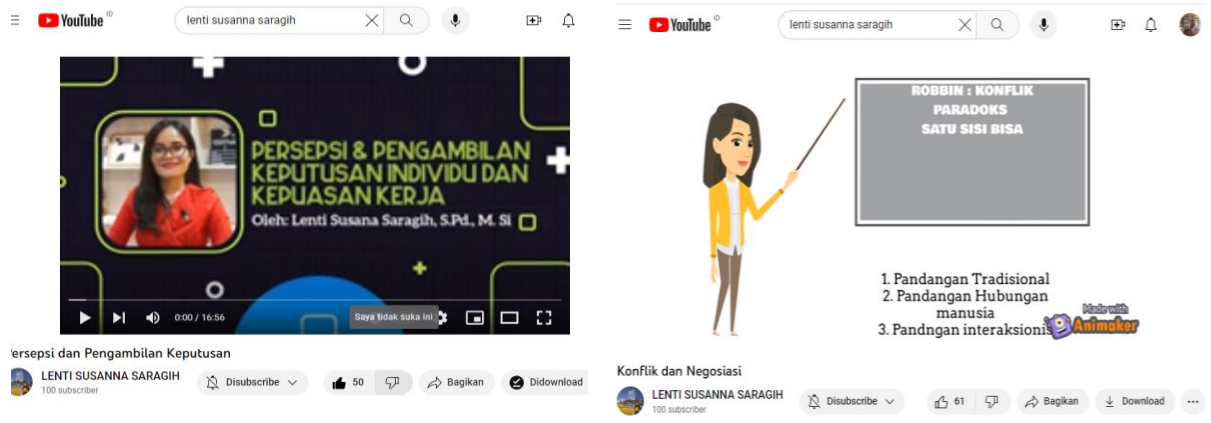 YouTube ID
lenti susanna saragih
PERSEPSI & PENGAMBILAN
KEPUTUSAN INDIVIDU DAN
KEPUASAN KERJA
Oleh: Lenti Susana Saragih, S.Pd., M. Si
0:00 / 16:56
Saya tidak suka ini
ersepsi dan Pengambilan Keputusan
LENTI SUSANNA SARAGIH
100 subscriber
Disubscribe
50
Bagikan
Didownload
YouTube ID
lenti susanna saragih
ROBBIN : KONFLIK
PARADOKS
SATU SISI BISA
1. Pandangan Tradisional
2. Pandangan Hubungan
manusia
3. Pandngan interaksionis
Made with
Animaker
Konflik dan Negosiasi
LENTI SUSANNA SARAGIH
100 subscriber
Disubscribe
61
Bagikan
Download